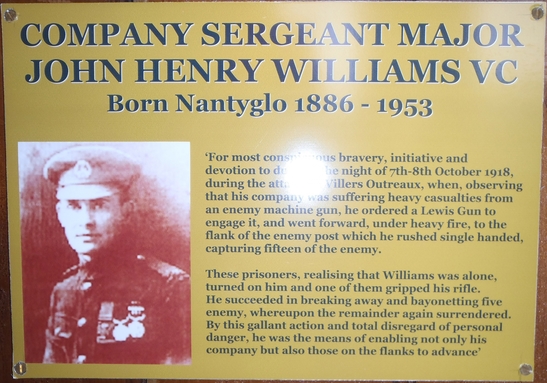 COMPANY SERGEANT MAJOR
JOHN HENRY WILLIAMS VC
Born Nantyglo 1886 - 1953
‘For most conspicuous bravery, initiative and
devotion to the night of 7th-8th October 1918,
during the Villers Outreaux, when, observing
that his company was suffering heavy casualties from
an enemy machine gun, he ordered a Lewis Gun to
engage it, and went forward, under heavy fire, to the
flank of the enemy post which he rushed single handed,
capturing fifteen of the enemy.
These prisoners, realising that Williams was alone,
turned on him and one of them gripped his rifle.
He succeeded in breaking away and bayonetting five
enemy, whereupon the remainder again surrendered.
By this gallant action and total disregard of personal
danger, he was the means of enabling not only his
company but also those on the flanks to advance’